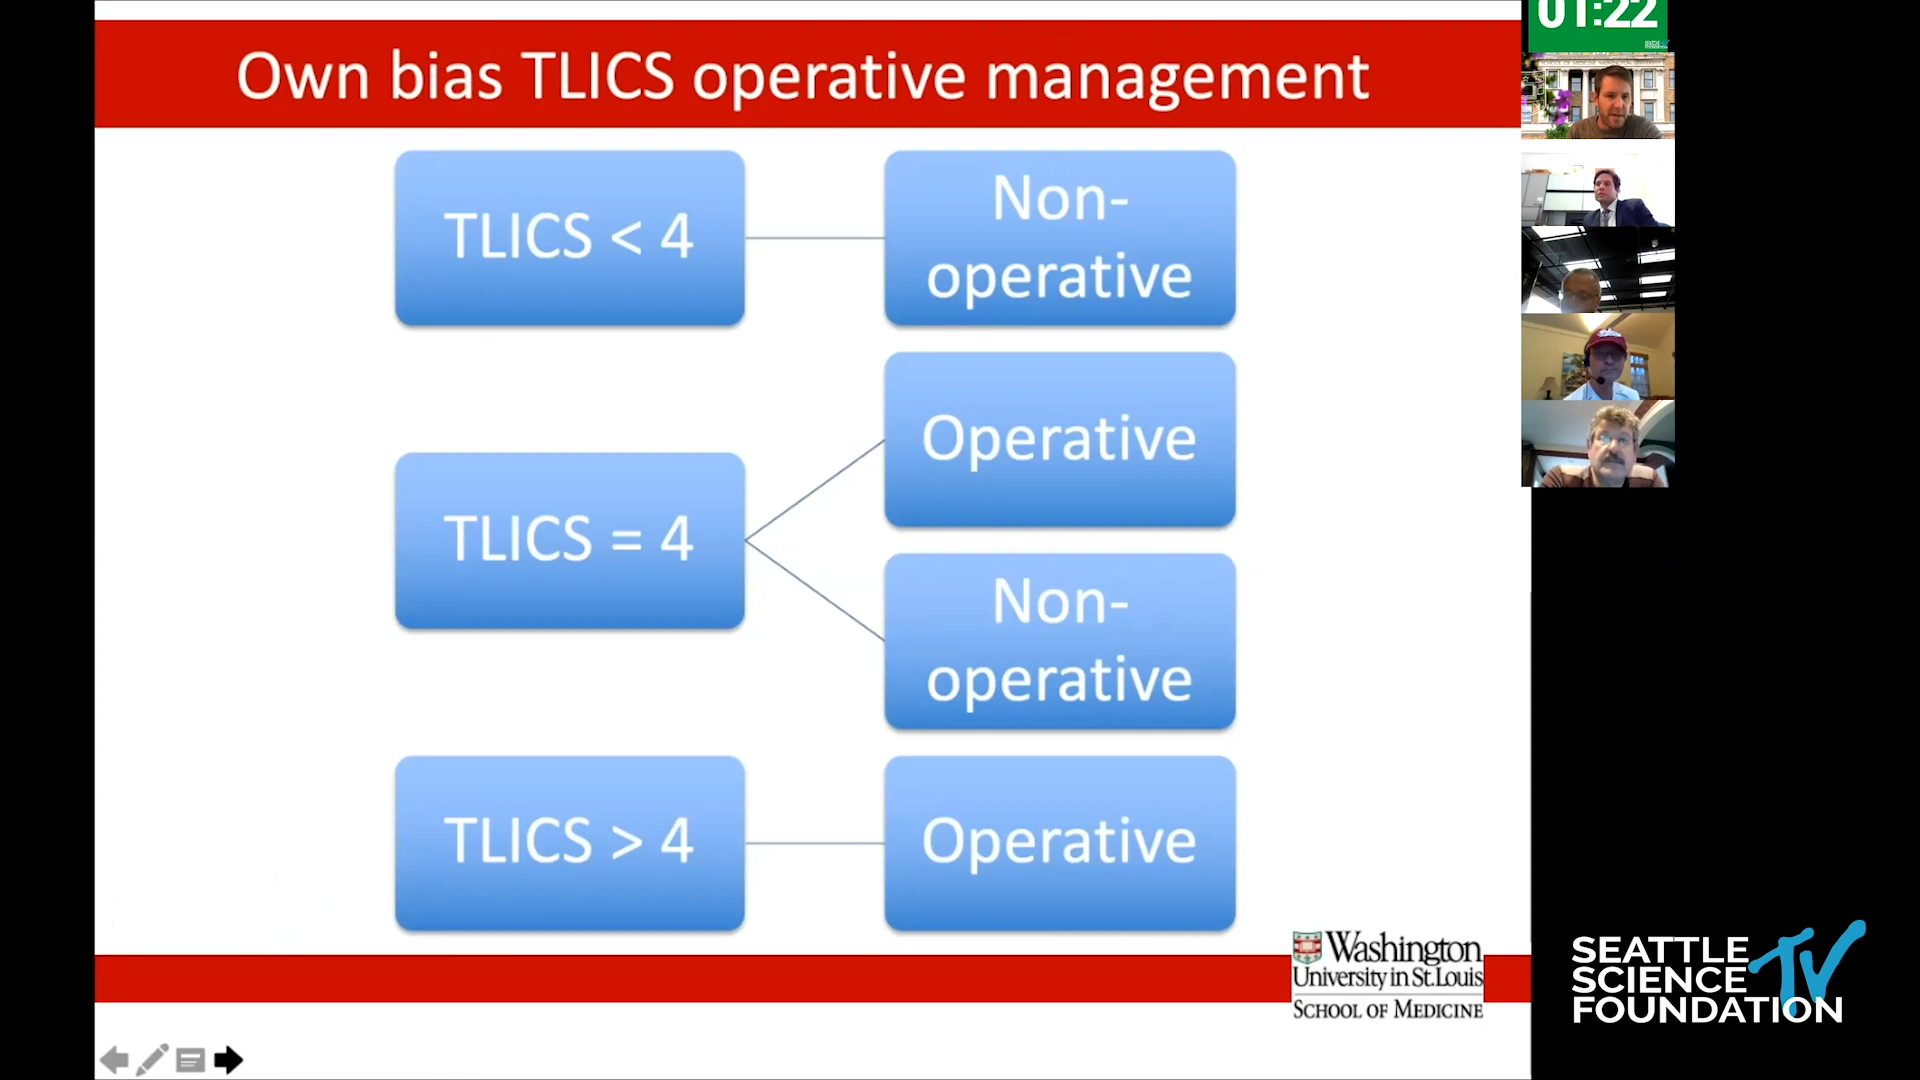 Own bias TLICS operative management
01:22
TLICS < 4
Non-
operative
Operative
TLICS = 4
Non-
operative
TLICS > 4
Operative
Washington
University in St. Louis
SCHOOL OF MEDICINE
SEATTLE
SCIENCE
FOUNDATION
TV